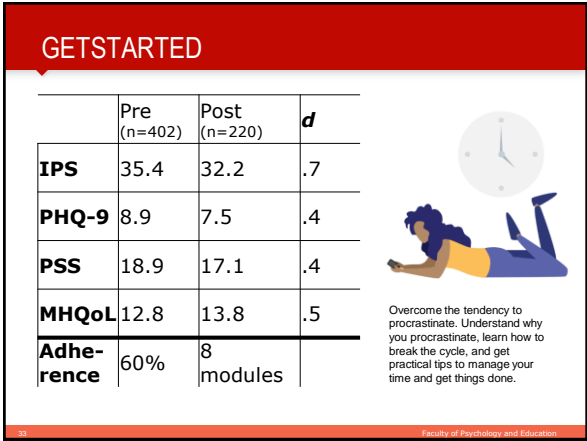 GETSTARTED
Pre
(n=402)
Post
(n=220)
d
IPS 35.4 32.2 .7
PHQ-9 8.9 7.5 .4
PSS 18.9 17.1 .4
MHQoL 12.8 13.8 .5
Adhe-
rence
60%
8
modules
Overcome the tendency to
procrastinate. Understand why
you procrastinate, learn how to
break the cycle, and get
practical tips to manage your
time and get things done.
33
Faculty of Psychology and Education